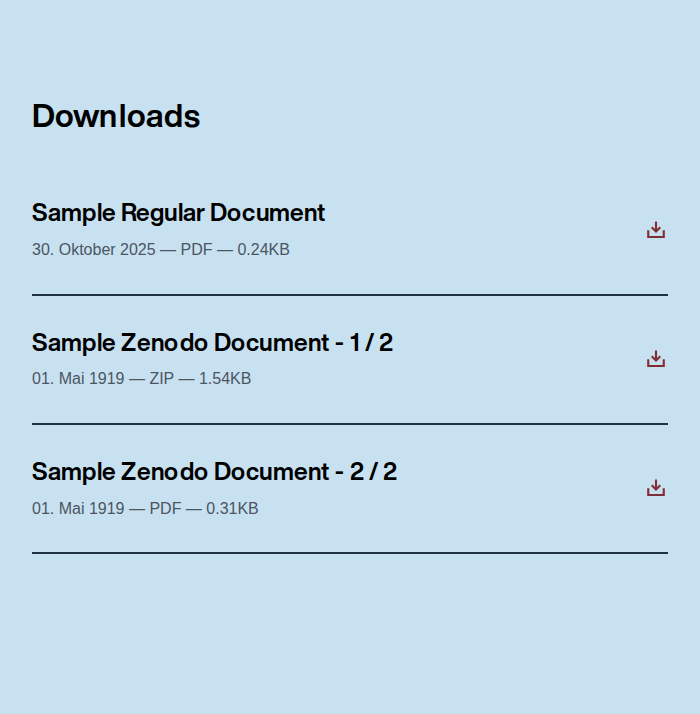 Downloads
Sample Regular Document
30. Oktober 2025 — PDF — 0.24KB
Sample Zenodo Document - 1 / 2
01. Mai 1919 — ZIP — 1.54KB
Sample Zenodo Document - 2 / 2
01. Mai 1919 — PDF — 0.31KB